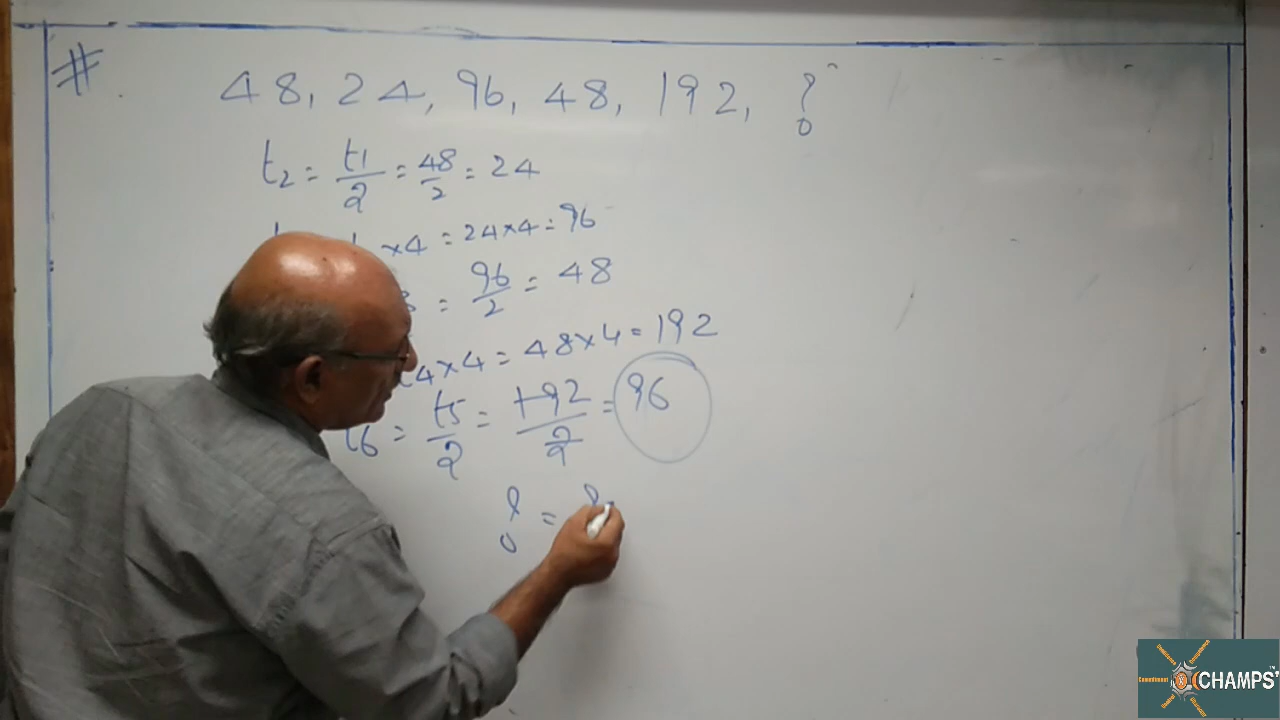 #
48, 24, 96, 48, 192, ?
t2 = t1/2 = 48/2 = 24
×4 = 24×4 = 96
= 96/2 = 48
t4×4 = 48×4 = 192
t6 = t5/2 = 192/2 = 96
? =
CHAMPS